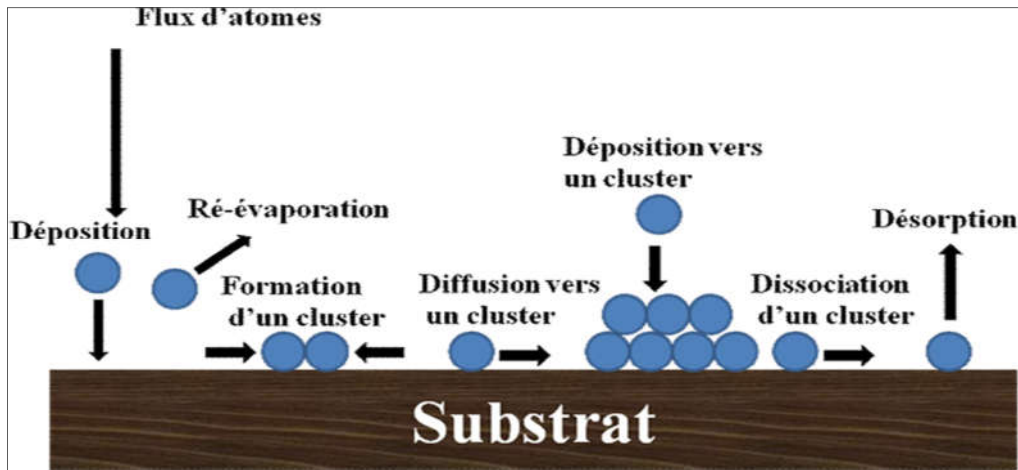 Flux d'atomes
Déposition vers
un cluster
Ré-évaporation
Déposition
Désorption
Formation
d'un cluster
Diffusion vers
un cluster
Dissociation
d'un cluster
Substrat